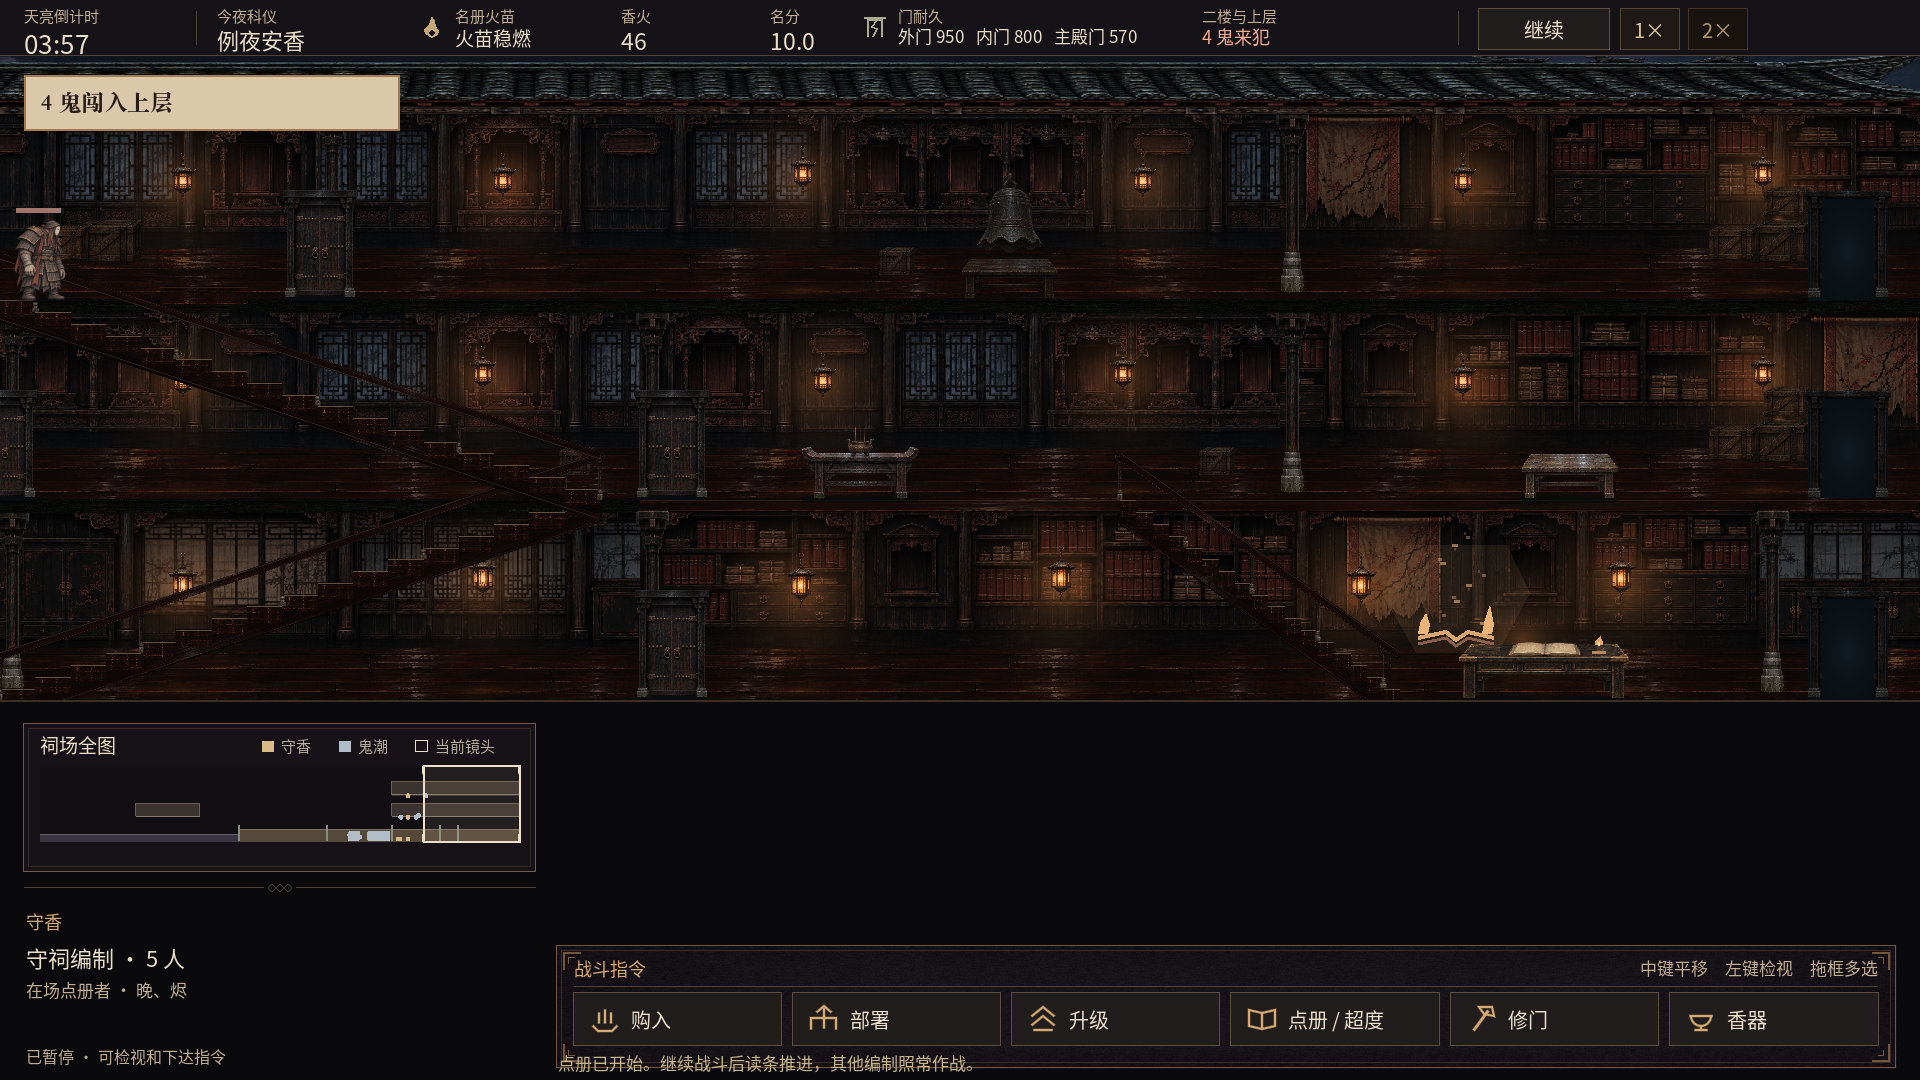 天亮倒计时
03:57
今夜科仪
例夜安香
名册火苗
火苗稳燃
香火
46
名分
10.0
门耐久
外门 950 内门 800 主殿门 570
二楼与上层
4 鬼来犯
继续
1×
2×
4 鬼闯入上层
祠场全图
守香
鬼潮
当前镜头
守香
守祠编制 · 5 人
在场点册者 · 晚、烬
已暂停 · 可检视和下达指令
战斗指令
中键平移 左键检视 拖框多选
购入
部署
升级
点册 / 超度
修门
香器
点册已开始。继续战斗后读条推进，其他编制照常作战。